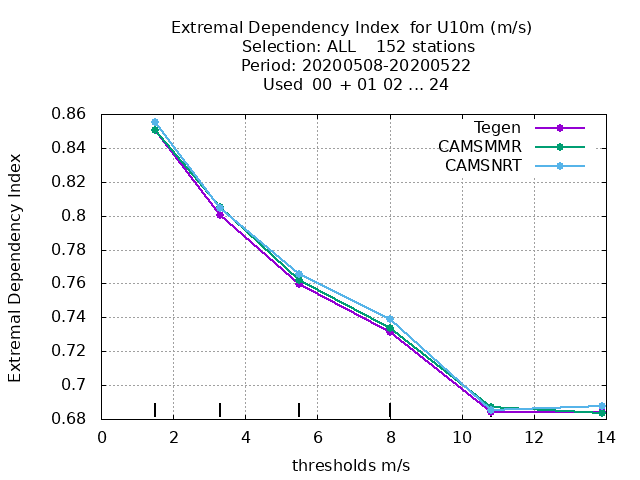 Extremal Dependency Index  for U10m (m/s)
Selection: ALL    152 stations
Period: 20200508-20200522
Used  00  + 01 02 ... 24
Extremal Dependency Index
0.86
0.84
0.82
0.8
0.78
0.76
0.74
0.72
0.7
0.68
Tegen
CAMSMMR
CAMSNRT
0 2 4 6 8 10 12 14
thresholds m/s